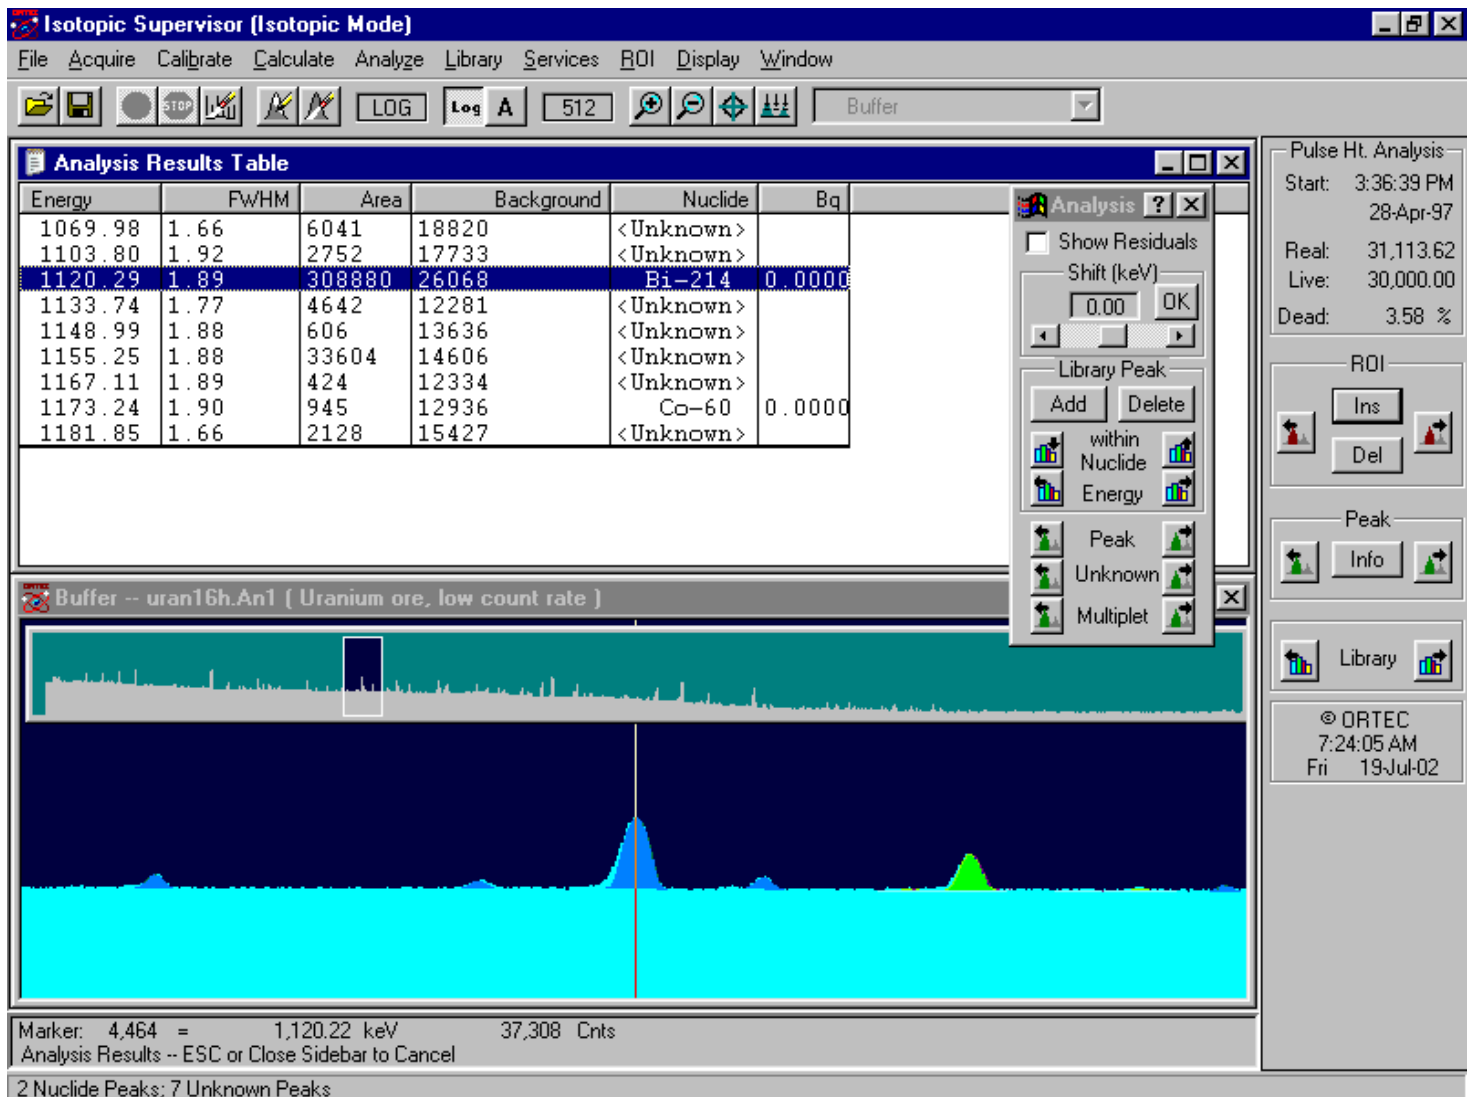 Isotopic Supervisor (Isotopic Mode)
File Acquire Calibrate Calculate Analyze Library Services ROI Display Window
STOP LOG Log A 512 Buffer
Analysis Results Table
Energy FWHM Area Background Nuclide Bq
1069.98 1.66 6041 18820 <Unknown>
1103.80 1.92 2752 17733 <Unknown>
1120.29 1.89 308880 26068 Bi-214 0.0000
1133.74 1.77 4642 12281 <Unknown>
1148.99 1.88 606 13636 <Unknown>
1155.25 1.88 33604 14606 <Unknown>
1167.11 1.89 424 12334 <Unknown>
1173.24 1.90 945 12936 Co-60 0.0000
1181.85 1.66 2128 15427 <Unknown>
Analysis ?
Show Residuals
Shift (keV)
0.00 OK
Library Peak
Add Delete
within
Nuclide
Energy
Peak
Unknown
Multiplet
Pulse Ht. Analysis
Start: 3:36:39 PM
28-Apr-97
Real: 31,113.62
Live: 30,000.00
Dead: 3.58 %
ROI
Ins
Del
Peak
Info
Library
© ORTEC
7:24:05 AM
Fri 19-Jul-02
ORTEC
Buffer -- uran16h.An1 ( Uranium ore, low count rate )
Marker: 4,464 = 1,120.22 keV 37,308 Cnts
Analysis Results -- ESC or Close Sidebar to Cancel
2 Nuclide Peaks; 7 Unknown Peaks